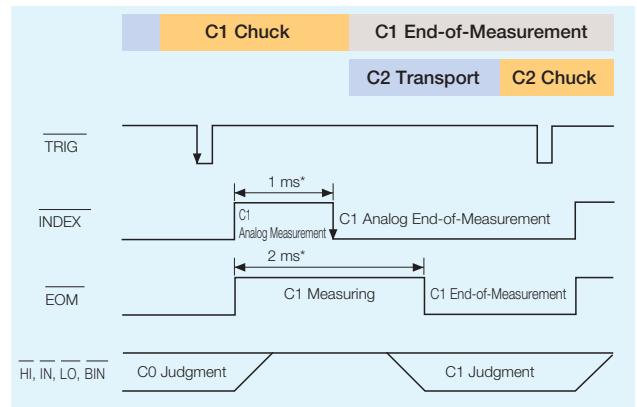 C1 Chuck
C1 End-of-Measurement
C2 Transport
C2 Chuck
TRIG
1 ms*
INDEX
C1
Analog Measurement
C1 Analog End-of-Measurement
2 ms*
EOM
C1 Measuring
C1 End-of-Measurement
HI, IN, LO, BIN
C0 Judgment
C1 Judgment